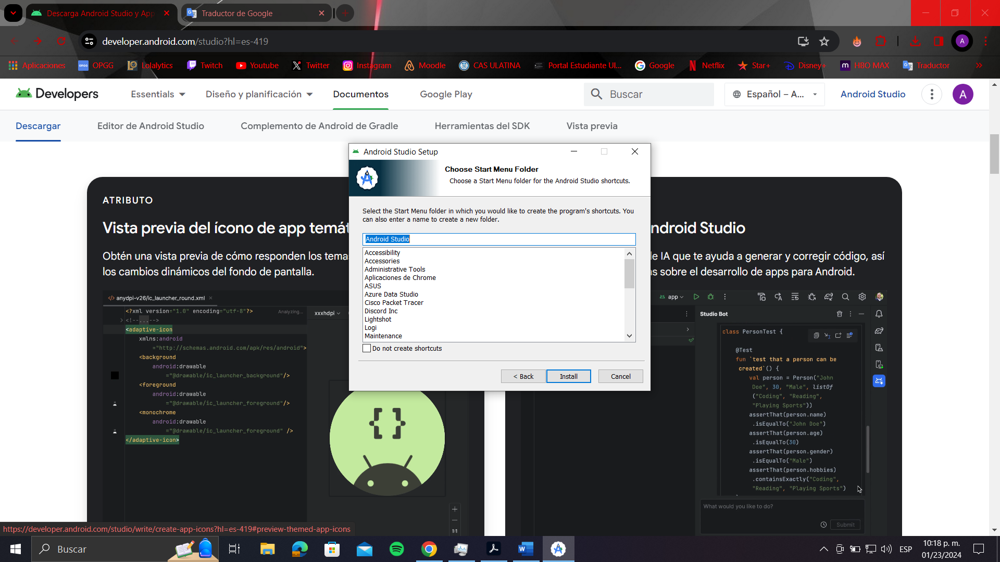 Descarga Android Studio y App
Traductor de Google
developer.android.com/studio?hl=es-419
A
Aplicaciones
OPGG
OPGG
Lolalytics
Twitch
Youtube
Twitter
Instagram
Moodle
CAS ULATINA
Portal Estudiante Ul...
Google
Netflix
Star+
Disney+
HBO MAX
Traductor
Developers
Essentials
Diseño y planificación
Documentos
Google Play
Buscar
Español – A...
Android Studio
A
Descargar
Editor de Android Studio
Complemento de Android de Gradle
Herramientas del SDK
Vista previa
Android Studio Setup
Choose Start Menu Folder
Choose a Start Menu folder for the Android Studio shortcuts.
Select the Start Menu folder in which you would like to create the program's shortcuts. You
can also enter a name to create a new folder.
Android Studio
Accessibility
Accessories
Administrative Tools
Aplicaciones de Chrome
ASUS
Azure Data Studio
Cisco Packet Tracer
Discord Inc
Lightshot
Logi
Maintenance
Do not create shortcuts
< Back
Install
Cancel
ATRIBUTO
Vista previa del ícono de app temát
Obtén una vista previa de cómo responden los tema
los cambios dinámicos del fondo de pantalla.
anydpi-v26/ic_launcher_round.xml
<?xml version="1.0" encoding="utf-8"?>
Analyzing...
<!--...-->
<adaptive-icon
xmlns:android
="http://schemas.android.com/apk/res/android">
<background
android:drawable
="@drawable/ic_launcher_background"/>
<foreground
android:drawable
="@drawable/ic_launcher_foreground"/>
<monochrome
android:drawable
="@drawable/ic_launcher_foreground" />
</adaptive-icon>
xxxhdpi
1:1
ndroid Studio
e IA que te ayuda a generar y corregir código, así
s sobre el desarrollo de apps para Android.
app
Studio Bot
class PersonTest {
@Test
fun `test that a person can be
created`() {
val person = Person("John
Doe", 30, "Male", listOf
("Coding", "Reading",
"Playing Sports"))
assertThat(person.name)
.isEqualTo("John Doe")
assertThat(person.age)
.isEqualTo(30)
assertThat(person.gender)
.isEqualTo("Male")
assertThat(person.hobbies)
.containsExactly("Coding",
"Reading", "Playing Sports")
What would you like to do?
Submit
https://developer.android.com/studio/write/create-app-icons?hl=es-419#preview-themed-app-icons
Buscar
ESP
10:18 p. m.
01/23/2024